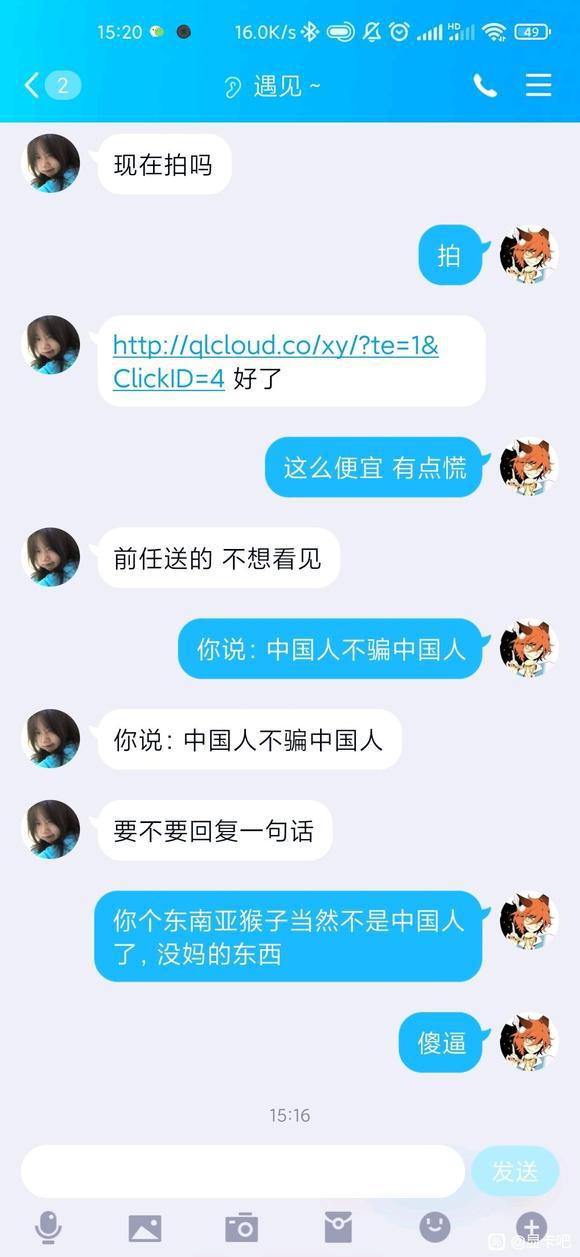 15:20 16.0K/s HD 49
2 遇见 ~
现在拍吗
拍
http://qlcloud.co/xy/?te=1&
ClickID=4 好了
这么便宜 有点慌
前任送的 不想看见
你说：中国人不骗中国人
你说：中国人不骗中国人
要不要回复一句话
你个东南亚猴子当然不是中国人
了，没妈的东西
傻逼
15:16
发送
@显卡吧